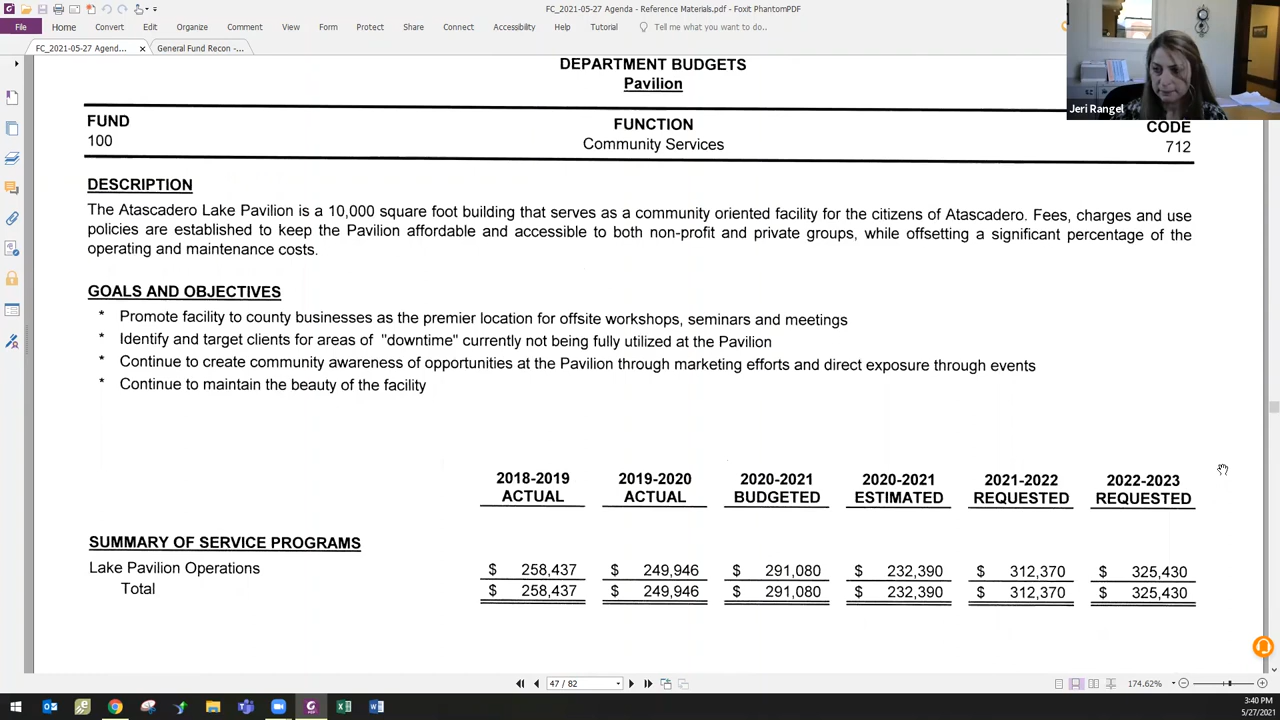 FC_2021-05-27 Agenda - Reference Materials.pdf - Foxit PhantomPDF
File Home Convert Edit Organize Comment View Form Protect Share Connect Accessibility Help Tutorial Tell me what you want to do..
FC_2021-05-27 Agend... × General Fund Recon -...
Jeri Rangel
DEPARTMENT BUDGETS
Pavilion
FUND FUNCTION CODE
100 Community Services 712
DESCRIPTION
The Atascadero Lake Pavilion is a 10,000 square foot building that serves as a community oriented facility for the citizens of Atascadero. Fees, charges and use
policies are established to keep the Pavilion affordable and accessible to both non-profit and private groups, while offsetting a significant percentage of the
operating and maintenance costs.
GOALS AND OBJECTIVES
* Promote facility to county businesses as the premier location for offsite workshops, seminars and meetings
* Identify and target clients for areas of "downtime" currently not being fully utilized at the Pavilion
* Continue to create community awareness of opportunities at the Pavilion through marketing efforts and direct exposure through events
* Continue to maintain the beauty of the facility
2018-2019 2019-2020 2020-2021 2020-2021 2021-2022 2022-2023
ACTUAL ACTUAL BUDGETED ESTIMATED REQUESTED REQUESTED
SUMMARY OF SERVICE PROGRAMS
Lake Pavilion Operations $ 258,437 $ 249,946 $ 291,080 $ 232,390 $ 312,370 $ 325,430
Total $ 258,437 $ 249,946 $ 291,080 $ 232,390 $ 312,370 $ 325,430
47 / 82 174.62%
3:40 PM
5/27/2021